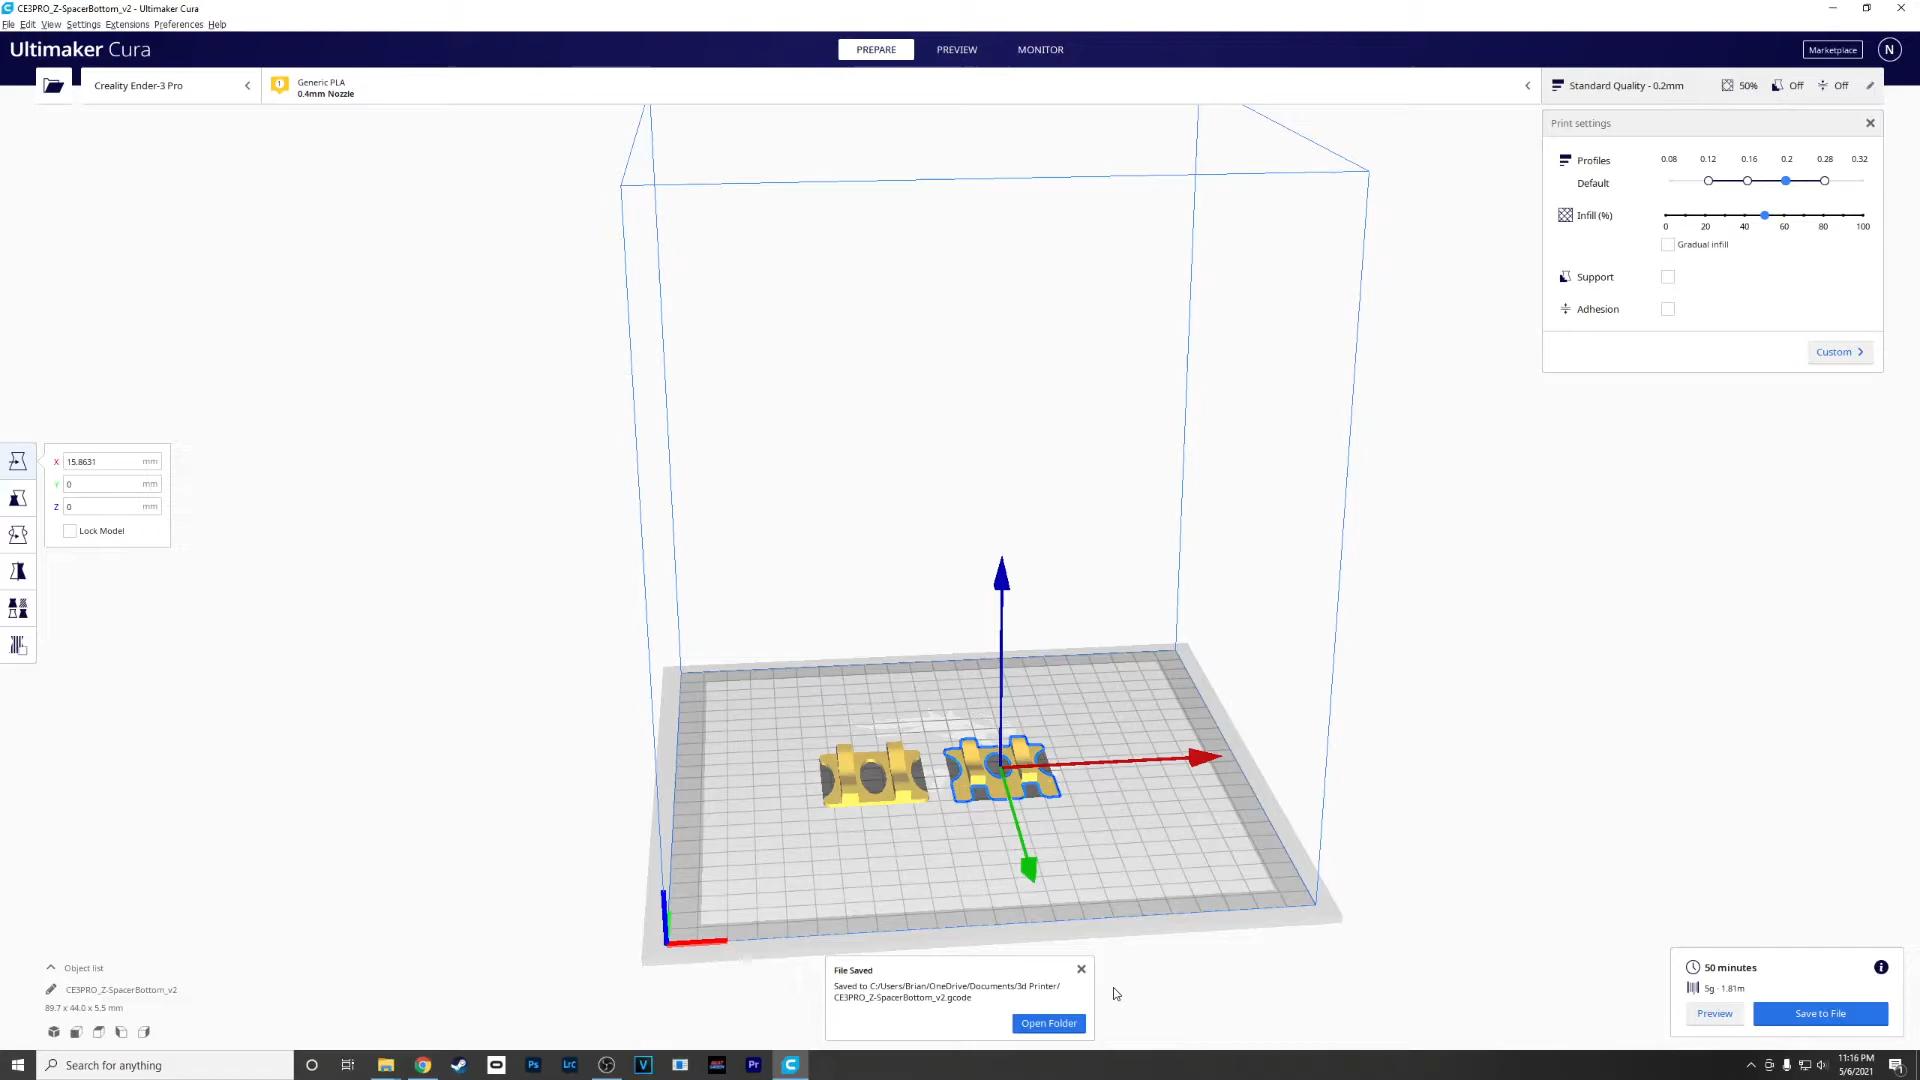 CE3PRO_Z-SpacerBottom_v2 - Ultimaker Cura
File Edit View Settings Extensions Preferences Help
Ultimaker Cura
PREPARE
PREVIEW
MONITOR
Marketplace
N
Creality Ender-3 Pro
1
Generic PLA
0.4mm Nozzle
Standard Quality - 0.2mm
50%
Off
Off
Print settings
Profiles
0.08 0.12 0.16 0.2 0.28 0.32
Default
Infill (%)
0 20 40 60 80 100
Gradual infill
Support
Adhesion
Custom
X 15.8631 mm
Y 0 mm
Z 0 mm
Lock Model
Object list
CE3PRO_Z-SpacerBottom_v2
89.7 x 44.0 x 5.5 mm
File Saved
Saved to C:/Users/Brian/OneDrive/Documents/3d Printer/
CE3PRO_Z-SpacerBottom_v2.gcode
Open Folder
50 minutes
5g · 1.81m
Preview
Save to File
Search for anything
Ps
LrC
V
Pr
11:16 PM
5/6/2021